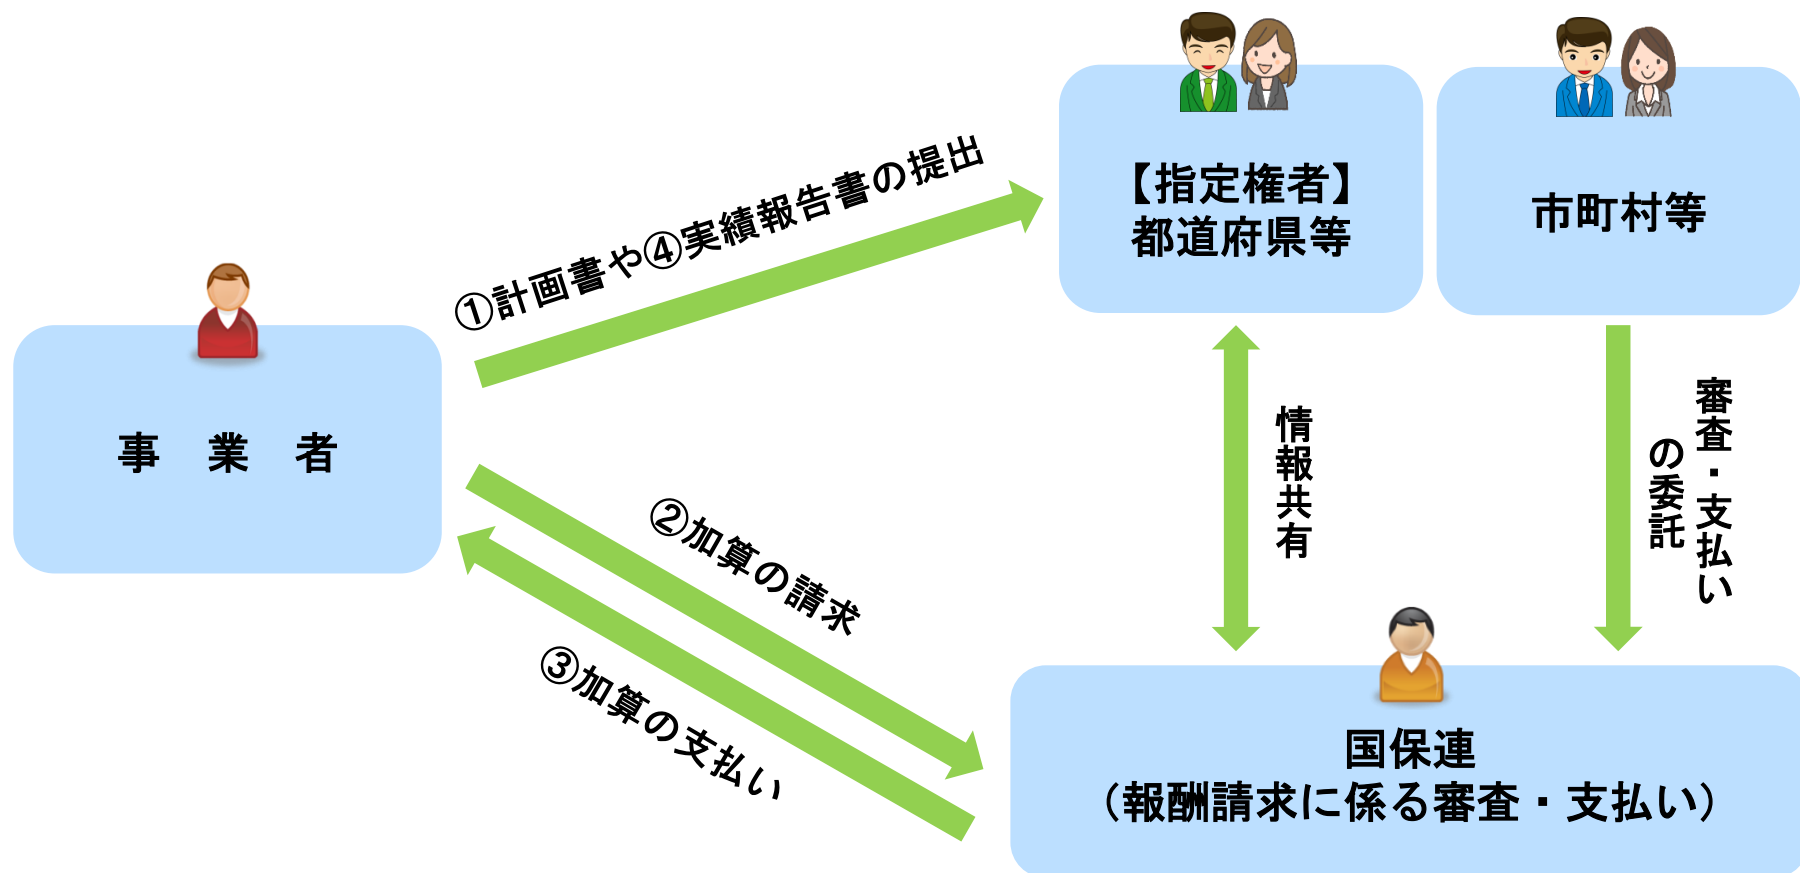 【指定権者】
都道府県等
市町村等
①計画書や④実績報告書の提出
事　業　者
②加算の請求
③加算の支払い
情報共有
審査・支払い
の委託
国保連
（報酬請求に係る審査・支払い）